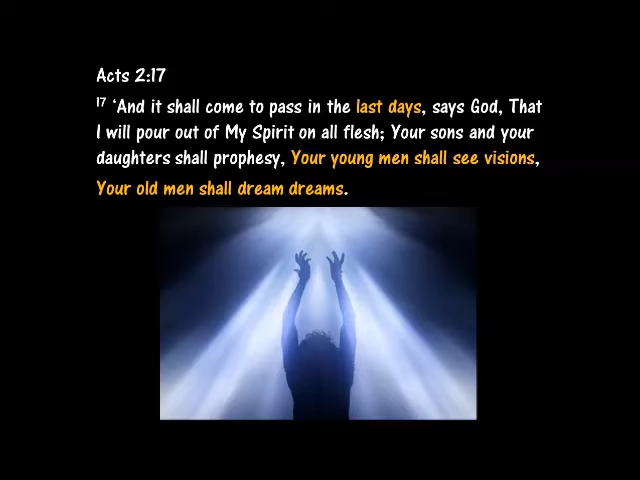 Acts 2:17
17 ‘And it shall come to pass in the last days, says God, That
I will pour out of My Spirit on all flesh; Your sons and your
daughters shall prophesy, Your young men shall see visions,
Your old men shall dream dreams.